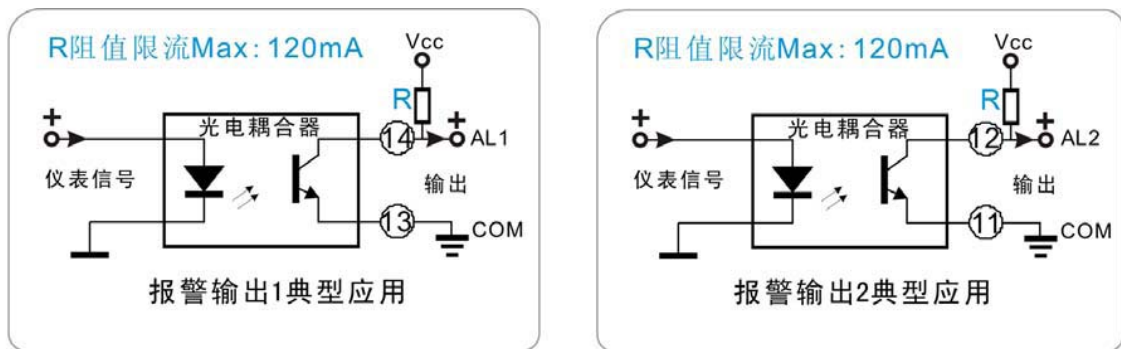 R阻值限流Max: 120mA
Vcc
R
+
光电耦合器
14
+
AL1
仪表信号
输出
13
COM
报警输出1典型应用
R阻值限流Max: 120mA
Vcc
R
+
光电耦合器
12
+
AL2
仪表信号
输出
11
COM
报警输出2典型应用